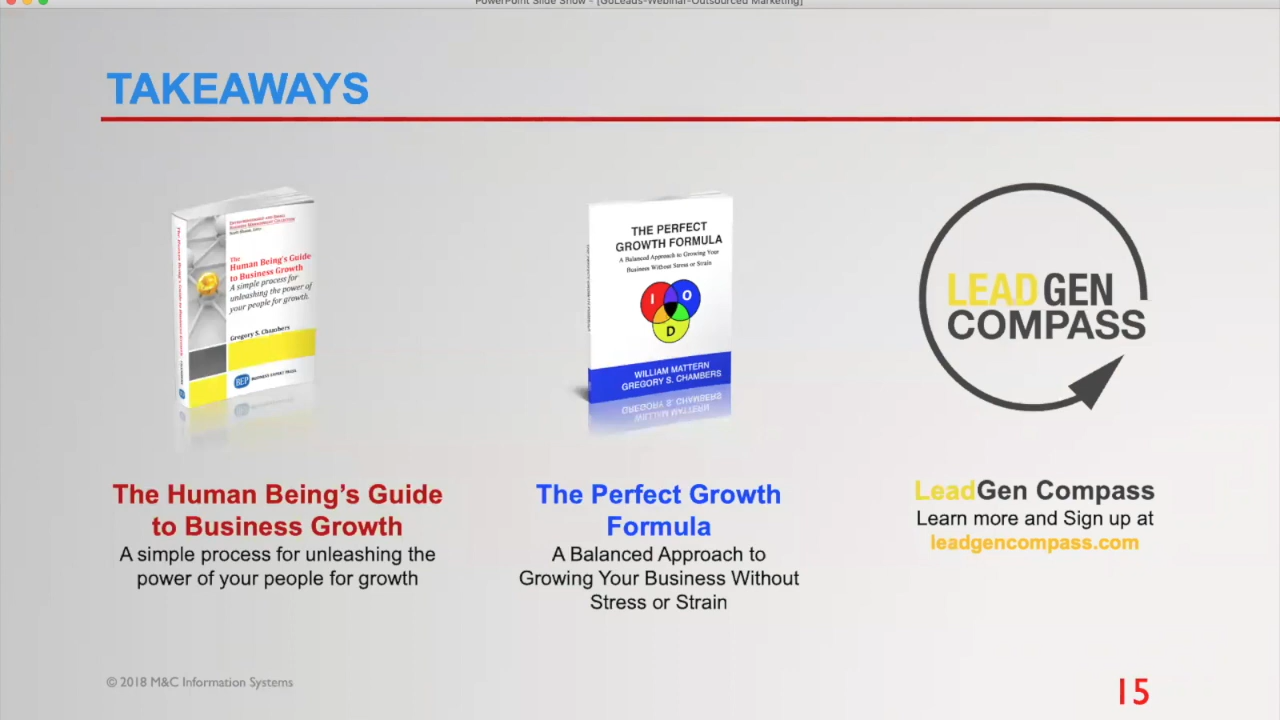 PowerPoint Slide Show - [GoLeads-Webinar-Outsourced Marketing]
TAKEAWAYS
The
Human Being's Guide
to Business Growth
A simple process for
unleashing the power of
your people for growth.
Gregory S. Chambers
BEP BUSINESS EXPERT PRESS
THE PERFECT
GROWTH FORMULA
A Balanced Approach to Growing Your
Business Without Stress or Strain
I O
D
WILLIAM MATTERN
GREGORY S. CHAMBERS
LEAD GEN
COMPASS
The Human Being’s Guide
to Business Growth
A simple process for unleashing the
power of your people for growth
The Perfect Growth
Formula
A Balanced Approach to
Growing Your Business Without
Stress or Strain
LeadGen Compass
Learn more and Sign up at
leadgencompass.com
© 2018 M&C Information Systems
15